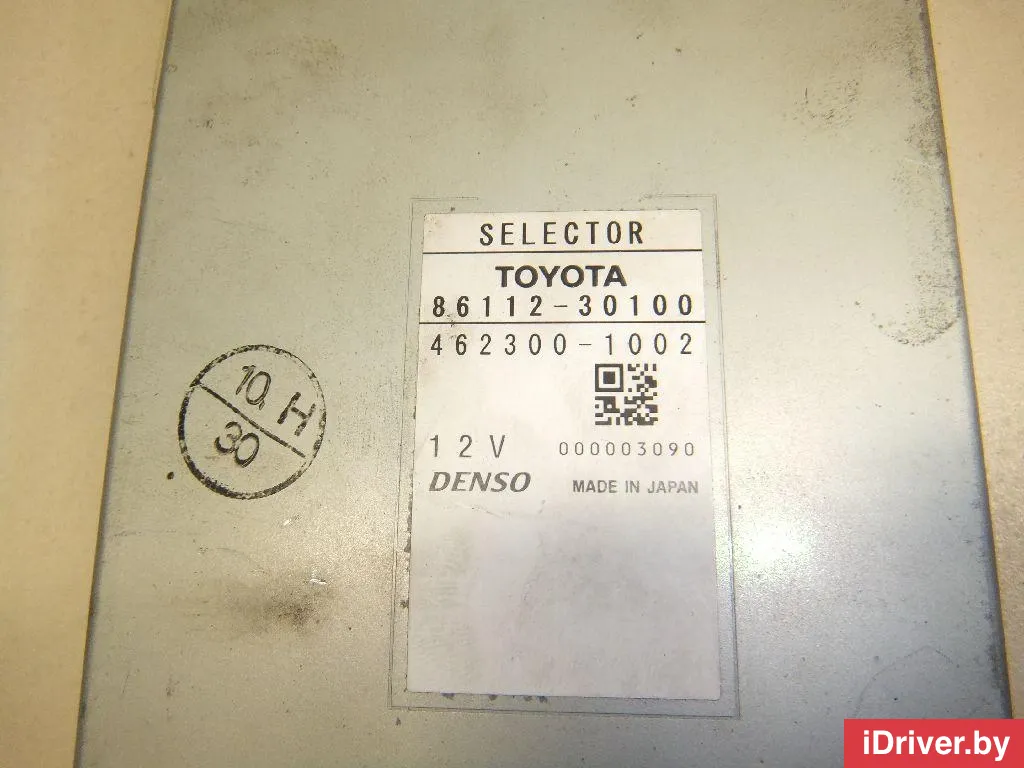 SELECTOR
TOYOTA
86112-30100
462300-1002
10. H
30
12V 000003090
DENSO MADE IN JAPAN
iDriver.by